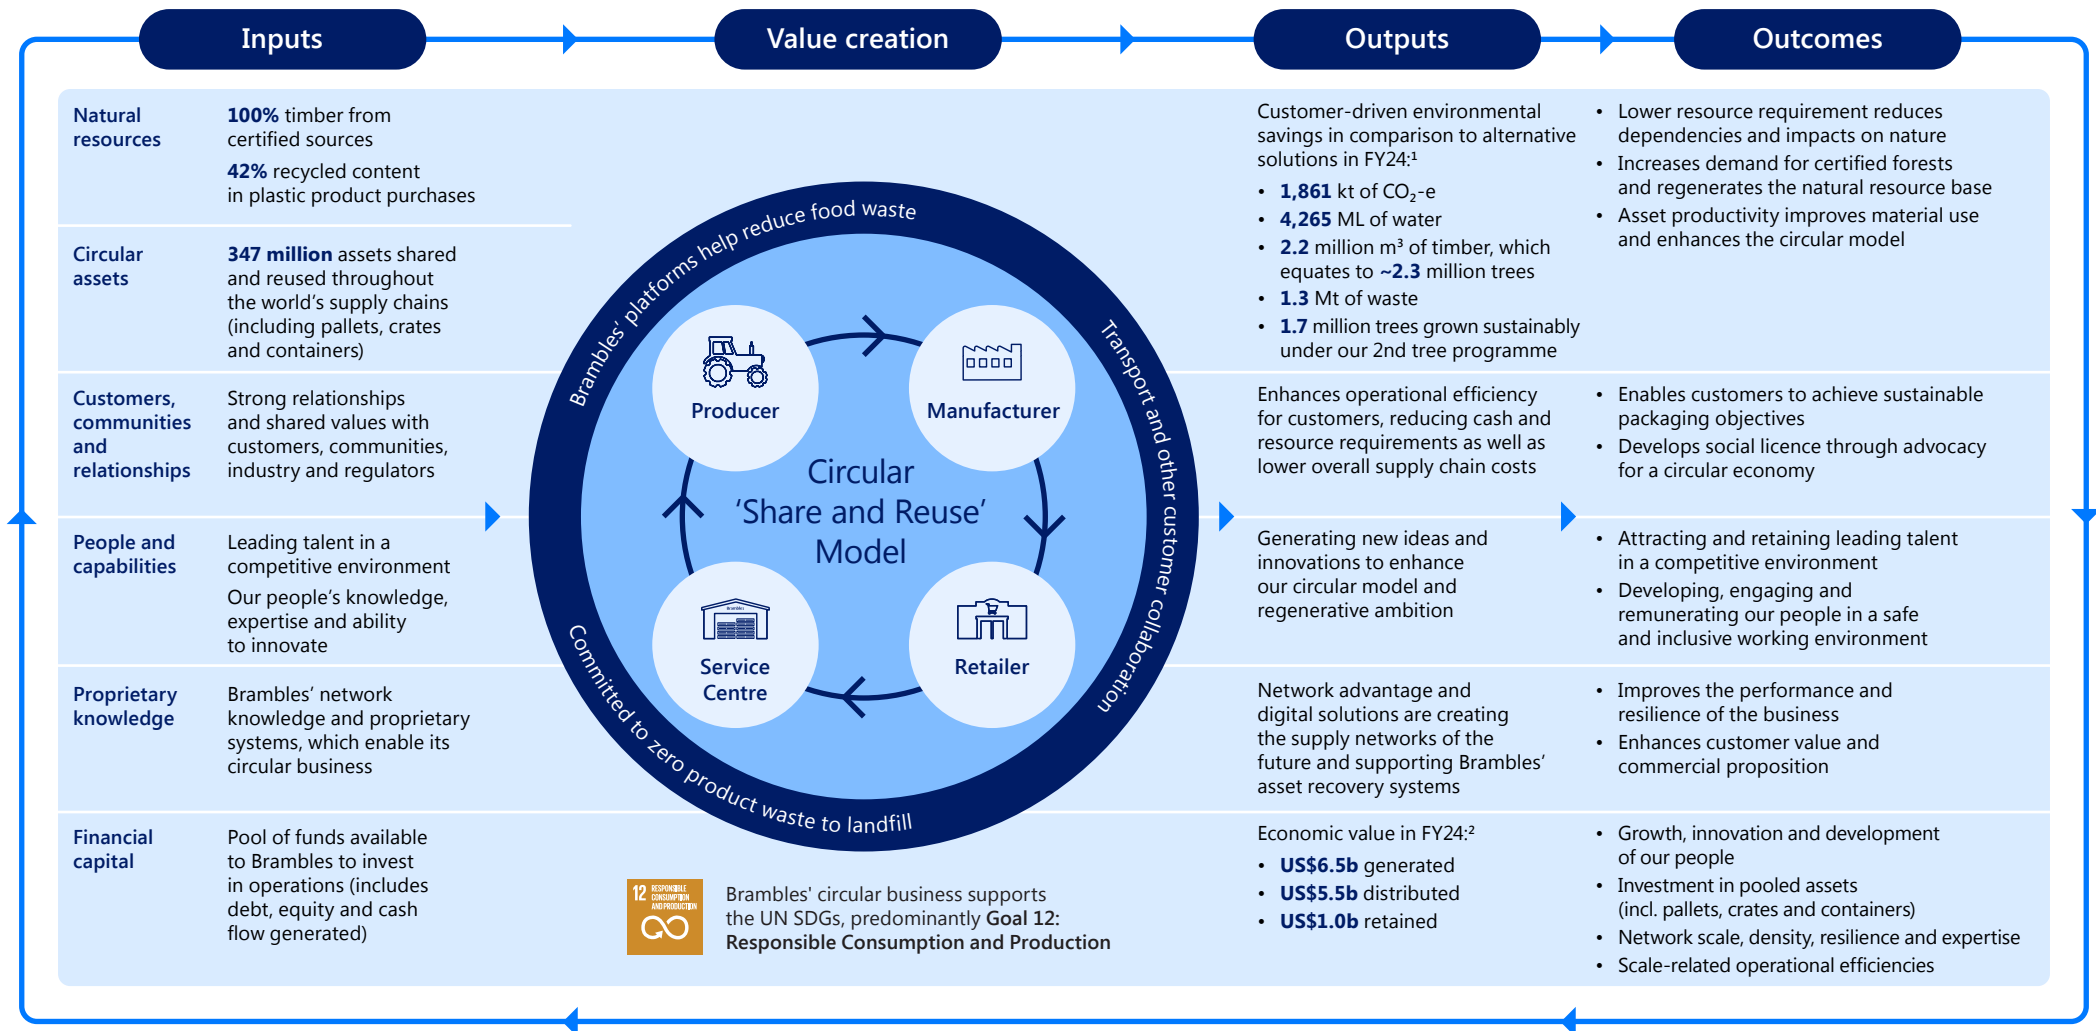 Inputs
Value creation
Outputs
Outcomes
Natural
resources
100% timber from
certified sources
42% recycled content
in plastic product purchases
Circular
assets
347 million assets shared
and reused throughout
the world's supply chains
(including pallets, crates
and containers)
Customers,
communities
and
relationships
Strong relationships
and shared values with
customers, communities,
industry and regulators
People and
capabilities
Leading talent in a
competitive environment
Our people's knowledge,
expertise and ability
to innovate
Proprietary
knowledge
Brambles' network
knowledge and proprietary
systems, which enable its
circular business
Financial
capital
Pool of funds available
to Brambles to invest
in operations (includes
debt, equity and cash
flow generated)
Brambles' platforms help reduce food waste
Transport and other customer collaboration
Committed to zero product waste to landfill
Producer
Manufacturer
Circular
'Share and Reuse'
Model
Brambles
Service
Centre
Retailer
12 RESPONSIBLE
CONSUMPTION
AND PRODUCTION
Brambles' circular business supports
the UN SDGs, predominantly Goal 12:
Responsible Consumption and Production
Customer-driven environmental
savings in comparison to alternative
solutions in FY24:¹
• 1,861 kt of CO₂-e
• 4,265 ML of water
• 2.2 million m³ of timber, which
equates to ~2.3 million trees
• 1.3 Mt of waste
• 1.7 million trees grown sustainably
under our 2nd tree programme
Enhances operational efficiency
for customers, reducing cash and
resource requirements as well as
lower overall supply chain costs
Generating new ideas and
innovations to enhance
our circular model and
regenerative ambition
Network advantage and
digital solutions are creating
the supply networks of the
future and supporting Brambles'
asset recovery systems
Economic value in FY24:²
• US$6.5b generated
• US$5.5b distributed
• US$1.0b retained
• Lower resource requirement reduces
dependencies and impacts on nature
• Increases demand for certified forests
and regenerates the natural resource base
• Asset productivity improves material use
and enhances the circular model
• Enables customers to achieve sustainable
packaging objectives
• Develops social licence through advocacy
for a circular economy
• Attracting and retaining leading talent
in a competitive environment
• Developing, engaging and
remunerating our people in a safe
and inclusive working environment
• Improves the performance and
resilience of the business
• Enhances customer value and
commercial proposition
• Growth, innovation and development
of our people
• Investment in pooled assets
(incl. pallets, crates and containers)
• Network scale, density, resilience and expertise
• Scale-related operational efficiencies